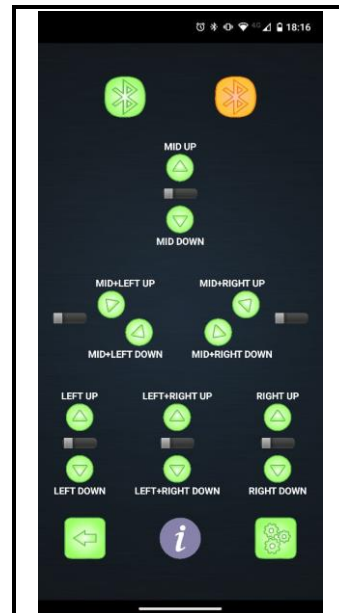 4G 18:16
MID UP
MID DOWN
MID+LEFT UP MID+RIGHT UP
MID+LEFT DOWN MID+RIGHT DOWN
LEFT UP LEFT+RIGHT UP RIGHT UP
LEFT DOWN LEFT+RIGHT DOWN RIGHT DOWN
i